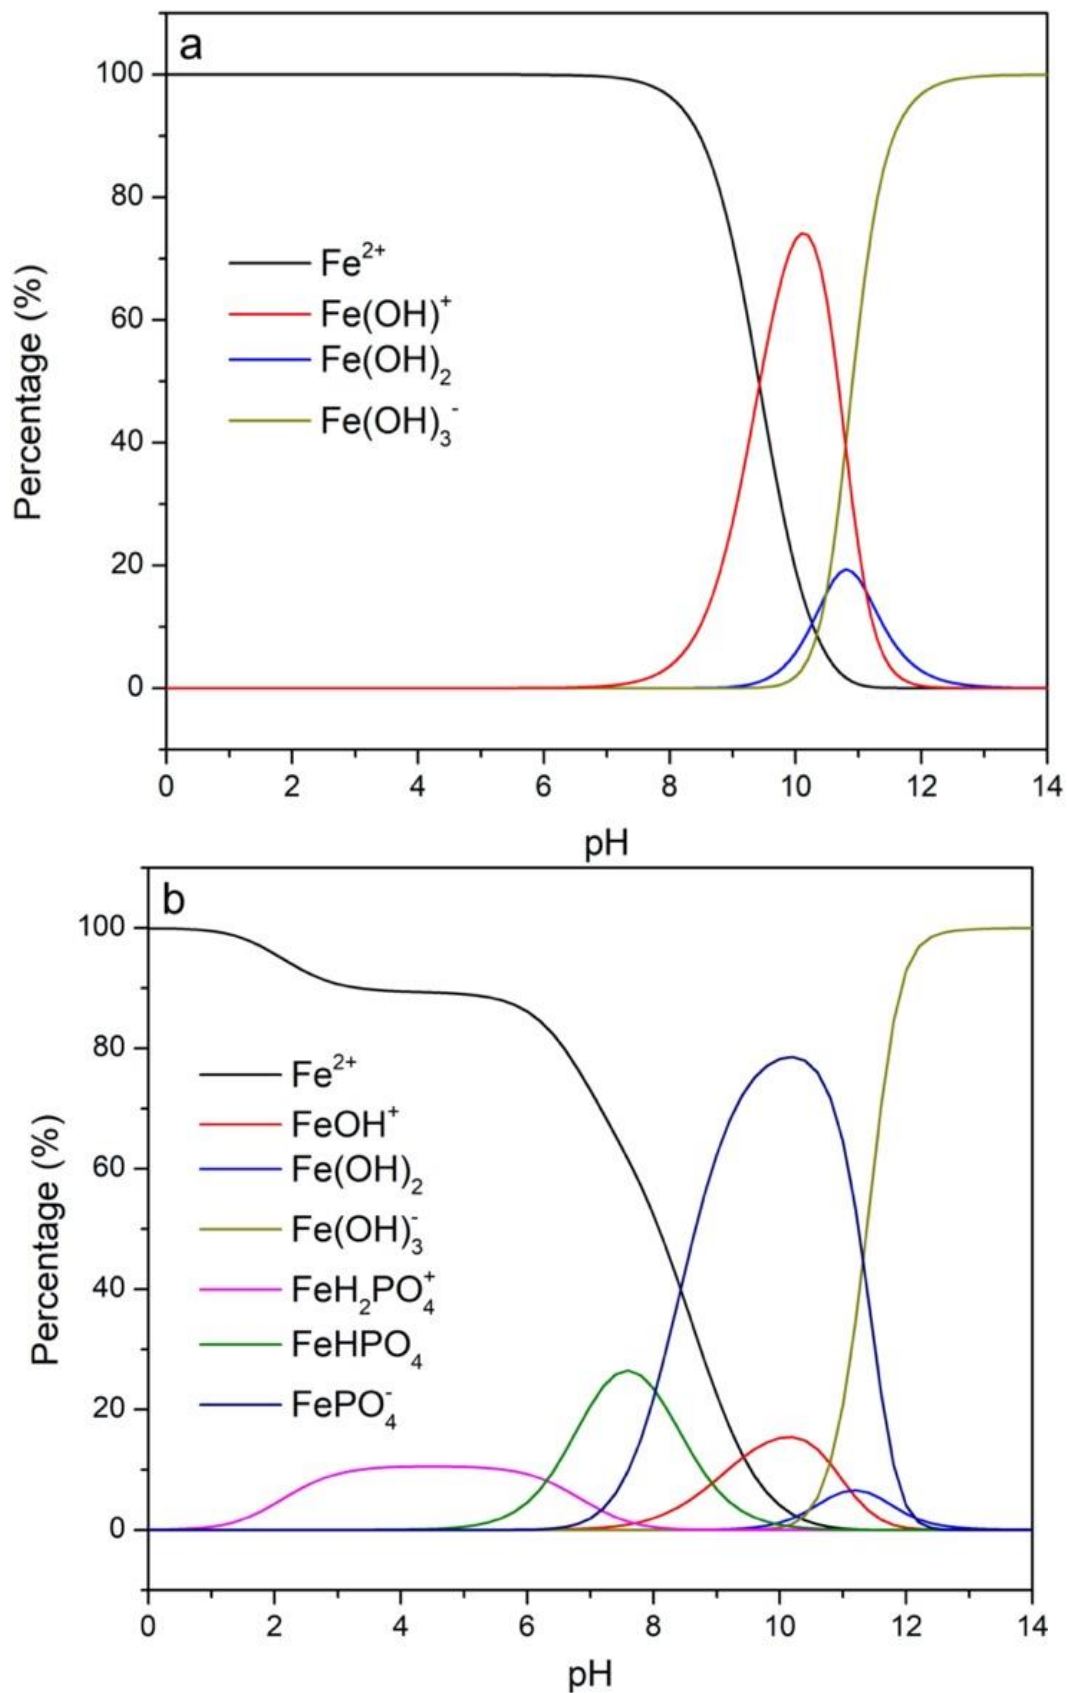 a
100
80
60
40
20
0
Percentage (%)
Fe²⁺
Fe(OH)⁺
Fe(OH)₂
Fe(OH)₃⁻
0 2 4 6 8 10 12 14
pH
b
100
80
60
40
20
0
Percentage (%)
Fe²⁺
FeOH⁺
Fe(OH)₂
Fe(OH)₃⁻
FeH₂PO₄⁺
FeHPO₄
FePO₄⁻
0 2 4 6 8 10 12 14
pH